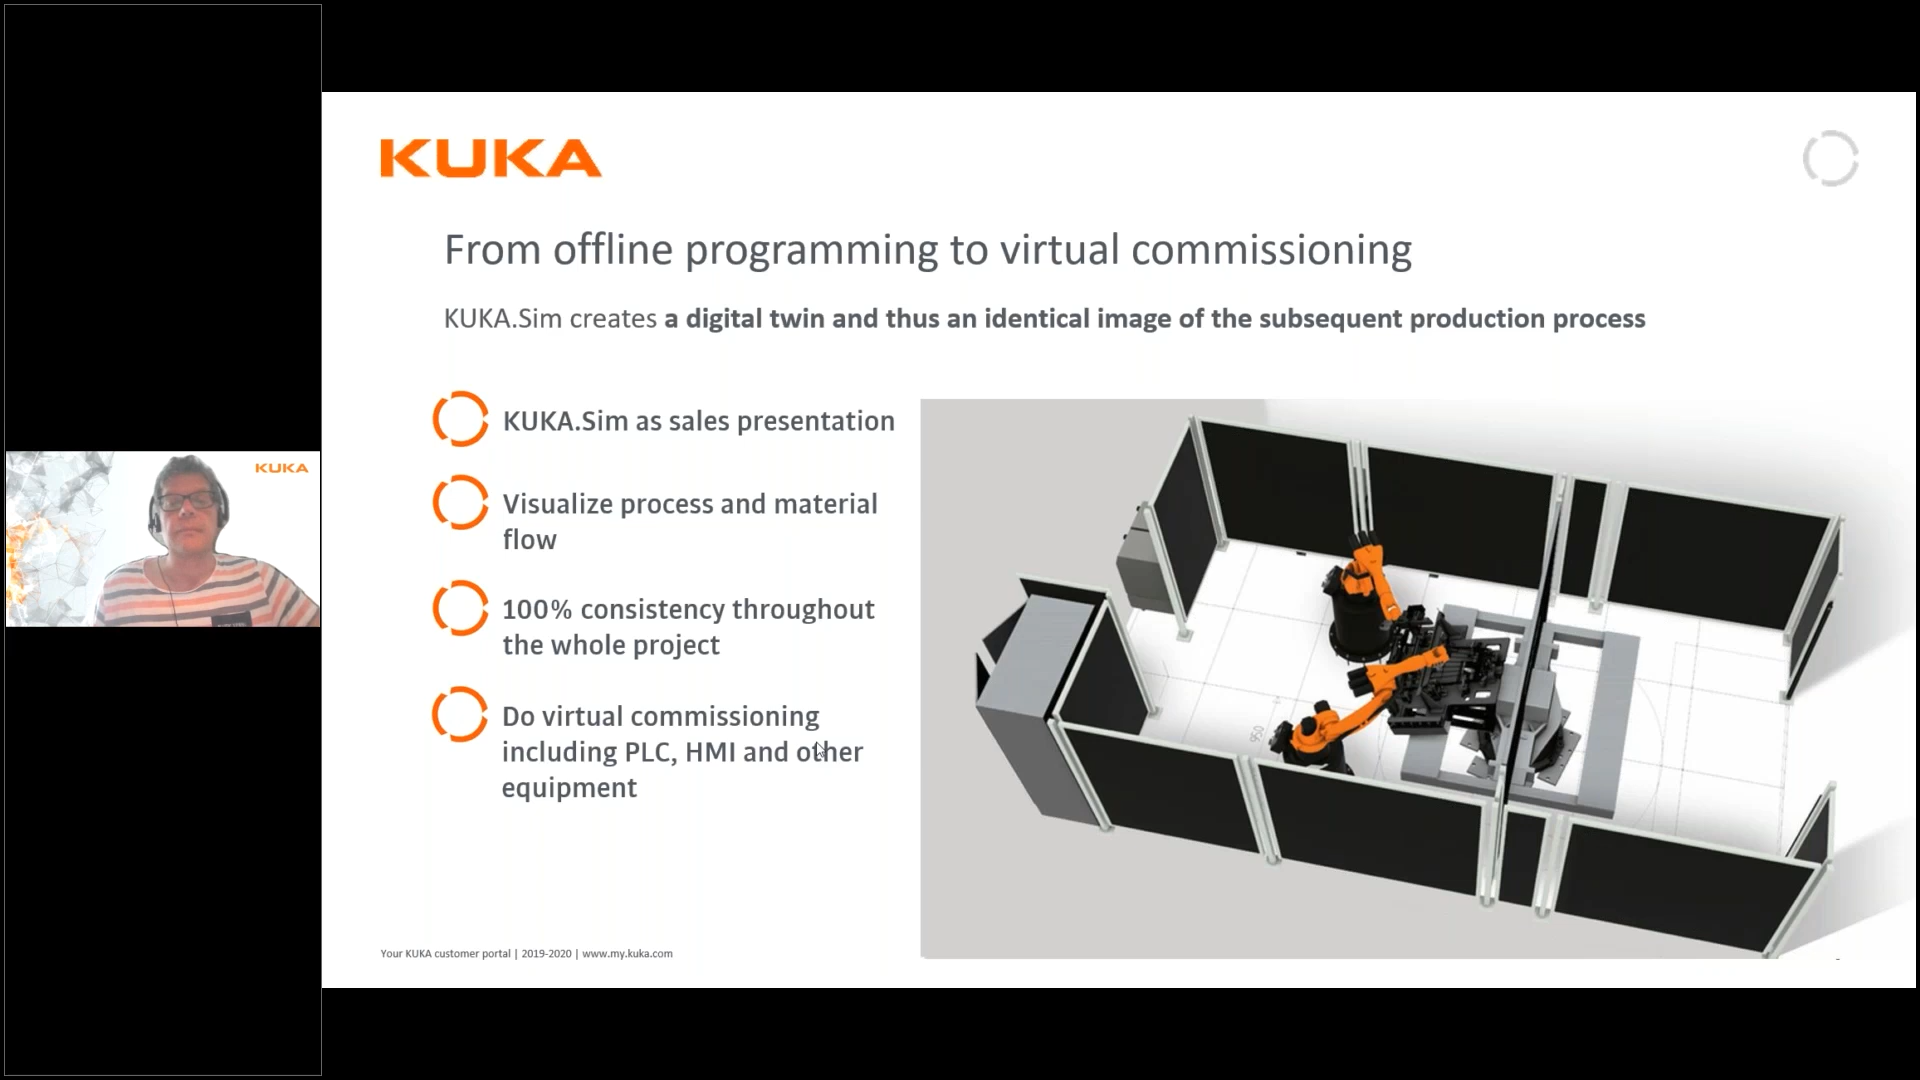 KUKA
From offline programming to virtual commissioning
KUKA.Sim creates a digital twin and thus an identical image of the subsequent production process
KUKA.Sim as sales presentation
Visualize process and material
flow
100% consistency throughout
the whole project
Do virtual commissioning
including PLC, HMI and other
equipment
950
Your KUKA customer portal | 2019-2020 | www.my.kuka.com
KUKA